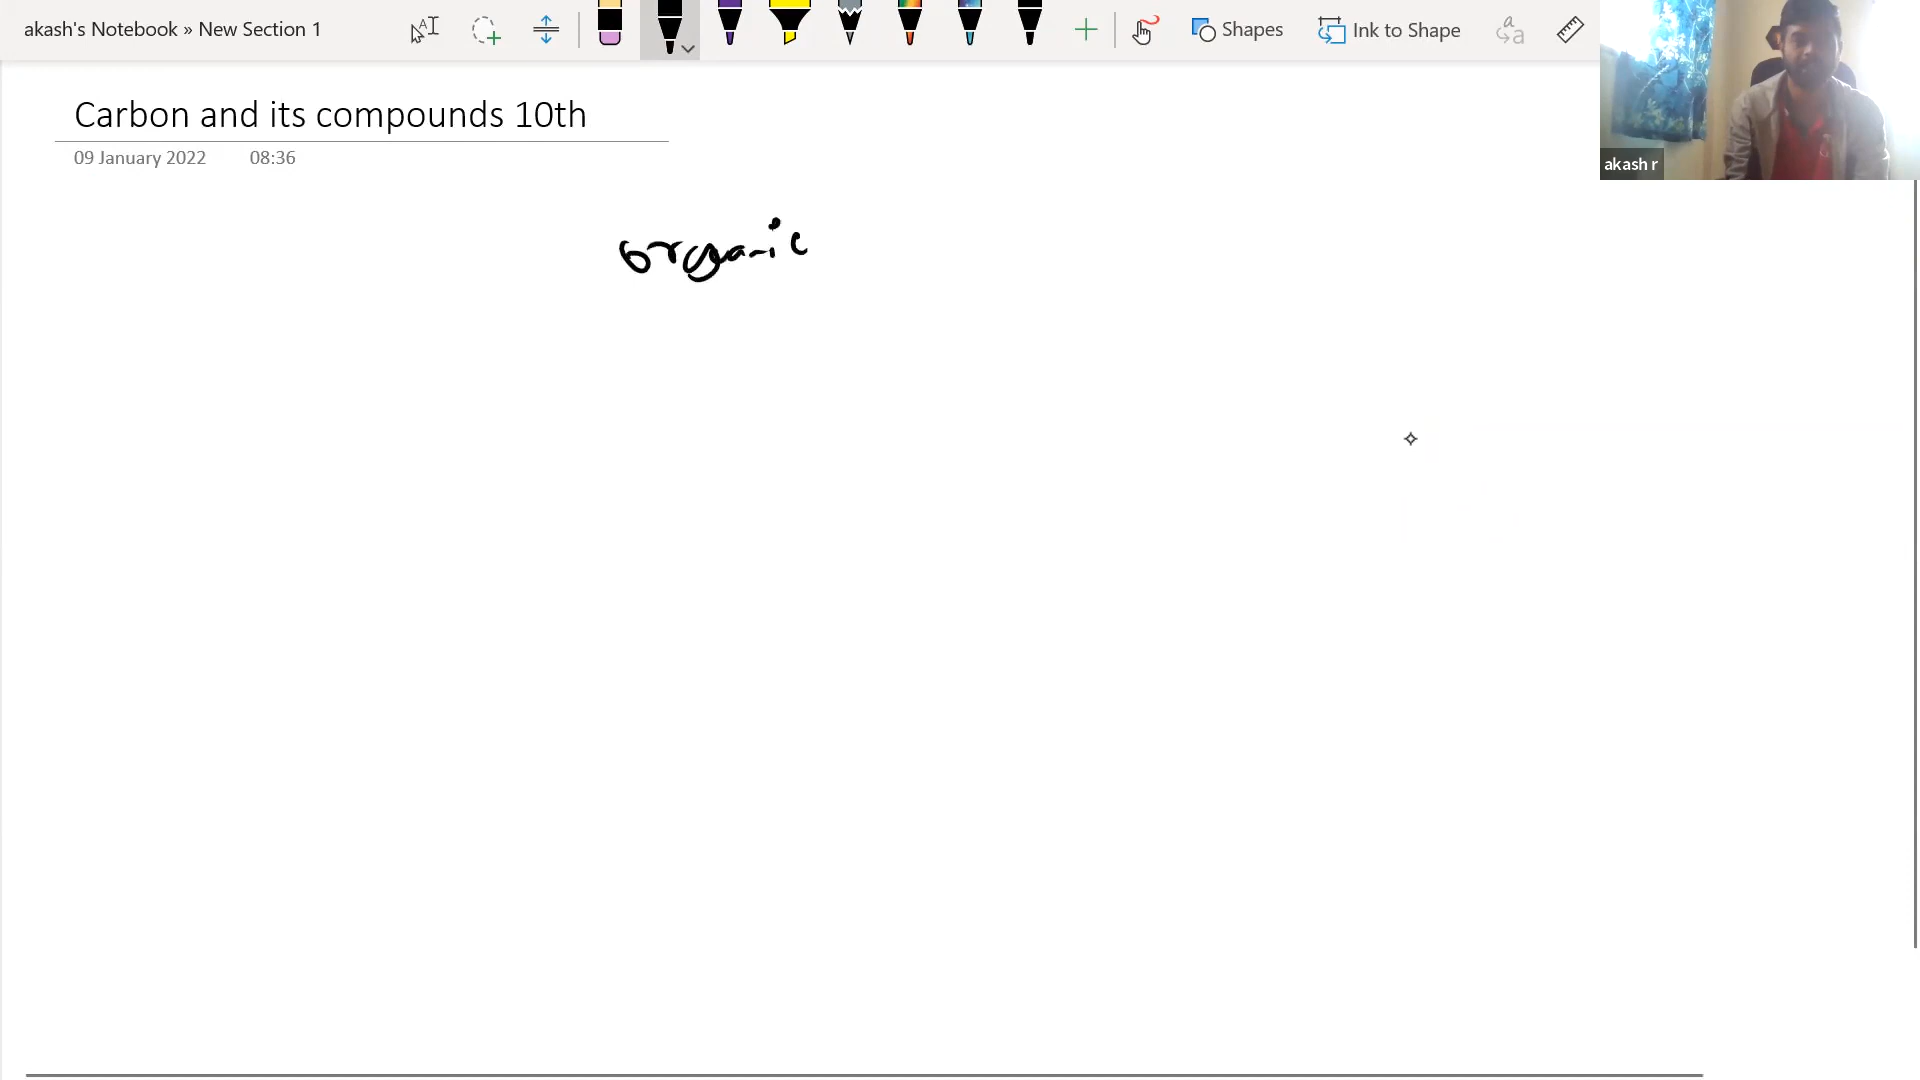 akash's Notebook » New Section 1
Shapes
Ink to Shape
Carbon and its compounds 10th
09 January 2022 08:36
akash r
organic